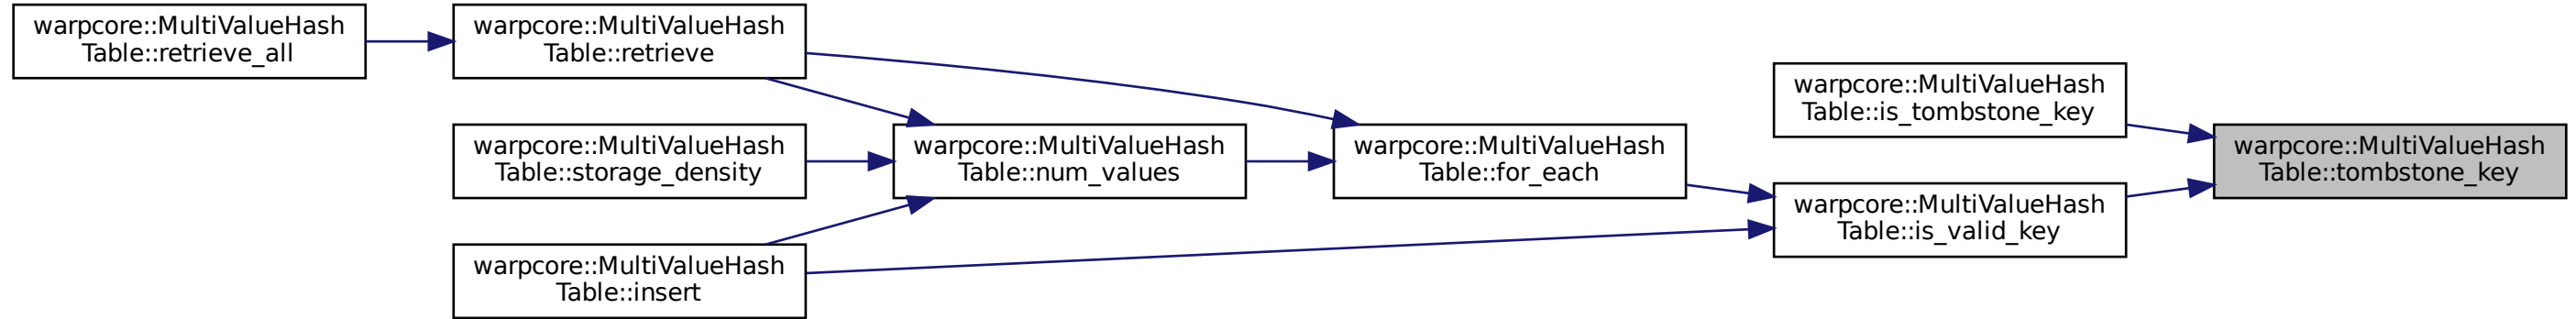 warpcore::MultiValueHash
Table::retrieve_all
warpcore::MultiValueHash
Table::retrieve
warpcore::MultiValueHash
Table::storage_density
warpcore::MultiValueHash
Table::insert
warpcore::MultiValueHash
Table::num_values
warpcore::MultiValueHash
Table::for_each
warpcore::MultiValueHash
Table::is_tombstone_key
warpcore::MultiValueHash
Table::is_valid_key
warpcore::MultiValueHash
Table::tombstone_key